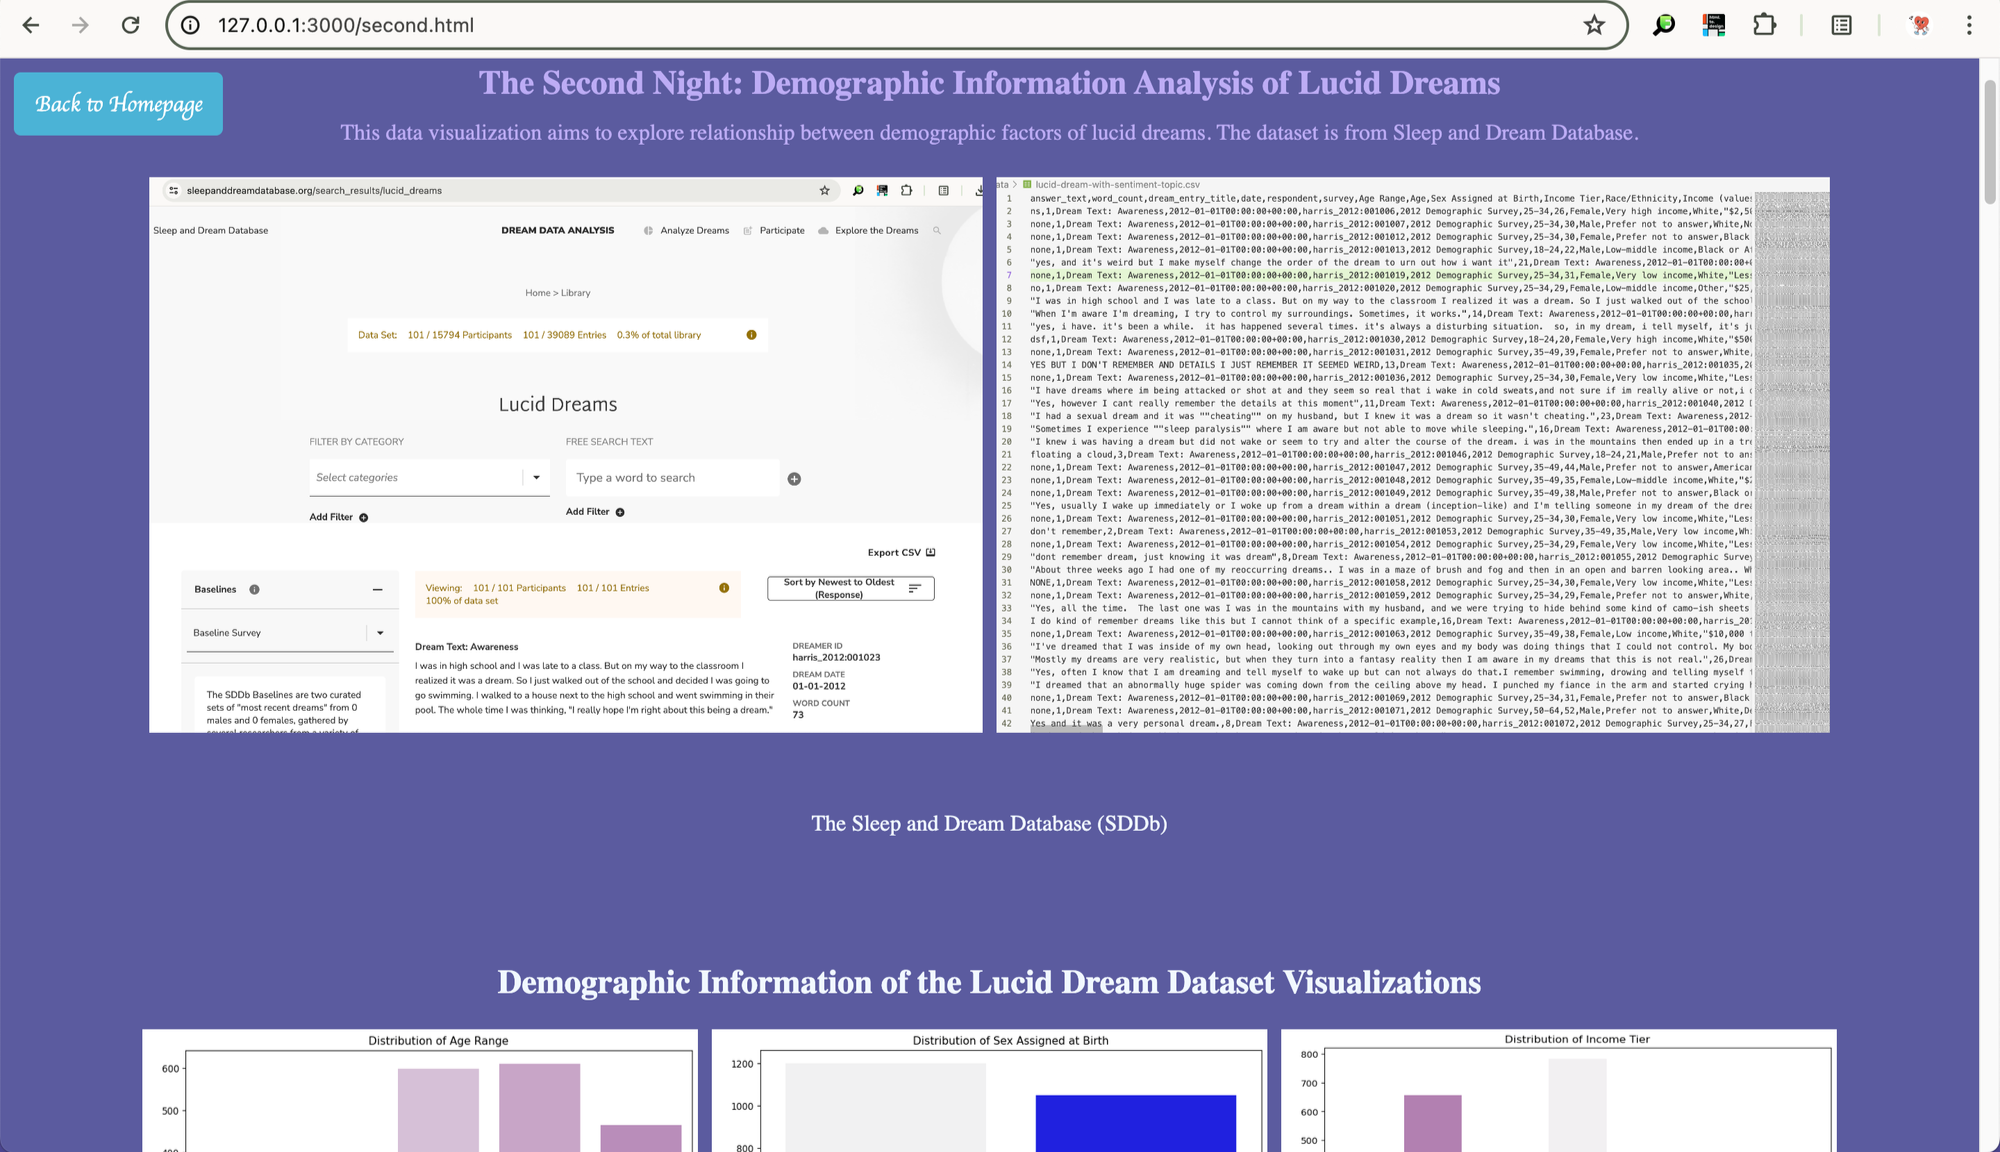 127.0.0.1:3000/second.html
Back to Homepage
The Second Night: Demographic Information Analysis of Lucid Dreams
This data visualization aims to explore relationship between demographic factors of lucid dreams. The dataset is from Sleep and Dream Database.
sleepanddreamdatabase.org/search_results/lucid_dreams
Sleep and Dream Database
DREAM DATA ANALYSIS
Analyze Dreams
Participate
Explore the Dreams
Home > Library
Data Set: 101 / 15794 Participants 101 / 39089 Entries 0.3% of total library
Lucid Dreams
FILTER BY CATEGORY
FREE SEARCH TEXT
Select categories
Type a word to search
Add Filter
Add Filter
Export CSV
Baselines
Viewing: 101 / 101 Participants 101 / 101 Entries
100% of data set
Sort by Newest to Oldest
(Response)
Baseline Survey
The SDDb Baselines are two curated
sets of "most recent dreams" from 0
males and 0 females, gathered by
several researchers from a variety of
Dream Text: Awareness
I was in high school and I was late to a class. But on my way to the classroom I
realized it was a dream. So I just walked out of the school and decided I was going to
go swimming. I walked to a house next to the high school and went swimming in their
pool. The whole time I was thinking, "I really hope I'm right about this being a dream."
DREAMER ID
harris_2012:001023
DREAM DATE
01-01-2012
WORD COUNT
73
ata > lucid-dream-with-sentiment-topic.csv
1 answer_text,word_count,dream_entry_title,date,respondent,survey,Age Range,Age,Sex Assigned at Birth,Income Tier,Race/Ethnicity,Income (value
2 ns,1,Dream Text: Awareness,2012-01-01T00:00:00+00:00,harris_2012:001006,2012 Demographic Survey,25-34,26,Female,Very high income,White,"$2,5
3 none,1,Dream Text: Awareness,2012-01-01T00:00:00+00:00,harris_2012:001007,2012 Demographic Survey,25-34,30,Male,Prefer not to answer,White,
4 none,1,Dream Text: Awareness,2012-01-01T00:00:00+00:00,harris_2012:001012,2012 Demographic Survey,25-34,30,Female,Prefer not to answer,Black
5 none,1,Dream Text: Awareness,2012-01-01T00:00:00+00:00,harris_2012:001013,2012 Demographic Survey,18-24,22,Male,Low-middle income,Black or A
6 "yes, and it's weird but I make myself change the order of the dream to urn out how i want it",21,Dream Text: Awareness,2012-01-01T00:00:00+
7 none,1,Dream Text: Awareness,2012-01-01T00:00:00+00:00,harris_2012:001019,2012 Demographic Survey,25-34,31,Female,Very low income,White,"Les
8 no,1,Dream Text: Awareness,2012-01-01T00:00:00+00:00,harris_2012:001020,2012 Demographic Survey,25-34,29,Female,Low-middle income,Other,"$25
9 "I was in high school and I was late to a class. But on my way to the classroom I realized it was a dream. So I just walked out of the schoo
10 "When I'm aware I'm dreaming, I try to control my surroundings. Sometimes, it works.",14,Dream Text: Awareness,2012-01-01T00:00:00+00:00,har
11 "yes, i have. it's been a while. it has happened several times. it's always a disturbing situation. so, in my dream, i tell myself, it's j
12 dsf,1,Dream Text: Awareness,2012-01-01T00:00:00+00:00,harris_2012:001030,2012 Demographic Survey,18-24,20,Female,Very high income,White,"$50
13 none,1,Dream Text: Awareness,2012-01-01T00:00:00+00:00,harris_2012:001031,2012 Demographic Survey,35-49,39,Female,Prefer not to answer,White
14 YES BUT I DON'T REMEMBER AND DETAILS I JUST REMEMBER IT SEEMED WEIRD,13,Dream Text: Awareness,2012-01-01T00:00:00+00:00,harris_2012:001035,2
15 none,1,Dream Text: Awareness,2012-01-01T00:00:00+00:00,harris_2012:001036,2012 Demographic Survey,25-34,30,Female,Very low income,White,"Les
16 "I have dreams where im being attacked or shot at and they seem so real that i wake in cold sweats,and not sure if im really alive or not,i
17 "Yes, however I cant really remember the details at this moment",11,Dream Text: Awareness,2012-01-01T00:00:00+00:00,harris_2012:001040,2012
18 "I had a sexual dream and it was ""cheating"" on my husband, but I knew it was a dream so it wasn't cheating.",23,Dream Text: Awareness,2012
19 "Sometimes I experience ""sleep paralysis"" where I am aware but not able to move while sleeping.",16,Dream Text: Awareness,2012-01-01T00:00
20 "I knew i was having a dream but did not wake or seem to try and alter the course of the dream. i was in the mountains then ended up in a tr
21 floating a cloud,3,Dream Text: Awareness,2012-01-01T00:00:00+00:00,harris_2012:001046,2012 Demographic Survey,18-24,21,Male,Prefer not to an
22 none,1,Dream Text: Awareness,2012-01-01T00:00:00+00:00,harris_2012:001047,2012 Demographic Survey,35-49,44,Male,Prefer not to answer,America
23 none,1,Dream Text: Awareness,2012-01-01T00:00:00+00:00,harris_2012:001048,2012 Demographic Survey,35-49,35,Female,Low-middle income,White,"$
24 none,1,Dream Text: Awareness,2012-01-01T00:00:00+00:00,harris_2012:001049,2012 Demographic Survey,35-49,38,Male,Prefer not to answer,Black o
25 "Yes, usually I wake up immediately or I woke up from a dream within a dream (inception-like) and I'm telling someone in my dream of the dre
26 none,1,Dream Text: Awareness,2012-01-01T00:00:00+00:00,harris_2012:001051,2012 Demographic Survey,25-34,30,Female,Very low income,White,"Les
27 don't remember,2,Dream Text: Awareness,2012-01-01T00:00:00+00:00,harris_2012:001053,2012 Demographic Survey,35-49,35,Male,Very low income,Wh
28 none,1,Dream Text: Awareness,2012-01-01T00:00:00+00:00,harris_2012:001054,2012 Demographic Survey,25-34,29,Female,Very low income,White,"Les
29 "dont remember dream, just knowing it was dream",8,Dream Text: Awareness,2012-01-01T00:00:00+00:00,harris_2012:001055,2012 Demographic Surve
30 "About three weeks ago I had one of my reoccurring dreams.. I was in a maze of brush and fog and then in an open and barren looking area.. W
31 NONE,1,Dream Text: Awareness,2012-01-01T00:00:00+00:00,harris_2012:001058,2012 Demographic Survey,25-34,30,Female,Very low income,White,"Les
32 none,1,Dream Text: Awareness,2012-01-01T00:00:00+00:00,harris_2012:001059,2012 Demographic Survey,25-34,29,Female,Prefer not to answer,White
33 "Yes, all the time. The last one was I was in the mountains with my husband, and we were trying to hide behind some kind of camo-ish sheets
34 I do kind of remember dreams like this but I cannot think of a specific example,16,Dream Text: Awareness,2012-01-01T00:00:00+00:00,harris_20
35 none,1,Dream Text: Awareness,2012-01-01T00:00:00+00:00,harris_2012:001063,2012 Demographic Survey,35-49,38,Female,Low income,White,"$10,000
36 "I've dreamed that I was inside of my own head, looking out through my own eyes and my body was doing things that I could not control. My bo
37 "Mostly my dreams are very realistic, but when they turn into a fantasy reality then I am aware in my dreams that this is not real.",26,Drea
38 "Yes, often I know that I am dreaming and tell myself to wake up but can not always do that.I remember swimming, drowing and telling myself
39 "I dreamed that an abnormally huge spider was coming down from the ceiling above my head. I punched my fiance in the arm and started crying
40 none,1,Dream Text: Awareness,2012-01-01T00:00:00+00:00,harris_2012:001069,2012 Demographic Survey,25-34,31,Female,Prefer not to answer,Black
41 none,1,Dream Text: Awareness,2012-01-01T00:00:00+00:00,harris_2012:001071,2012 Demographic Survey,50-64,52,Male,Prefer not to answer,White,
42 Yes and it was a very personal dream.,8,Dream Text: Awareness,2012-01-01T00:00:00+00:00,harris_2012:001072,2012 Demographic Survey,25-34,27,
The Sleep and Dream Database (SDDb)
Demographic Information of the Lucid Dream Dataset Visualizations
Distribution of Age Range
600
500
400
Distribution of Sex Assigned at Birth
1200
1000
800
Distribution of Income Tier
800
700
600
500